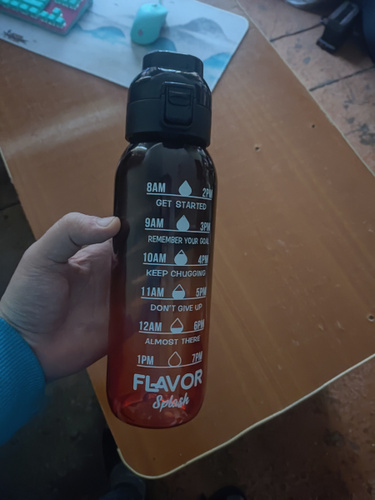 8AM 2PM
GET STARTED
9AM 3PM
REMEMBER YOUR GOAL
10AM 4PM
KEEP CHUGGING
11AM 5PM
DON'T GIVE UP
12AM 6PM
ALMOST THERE
1PM 7PM
FLAVOR
Splash